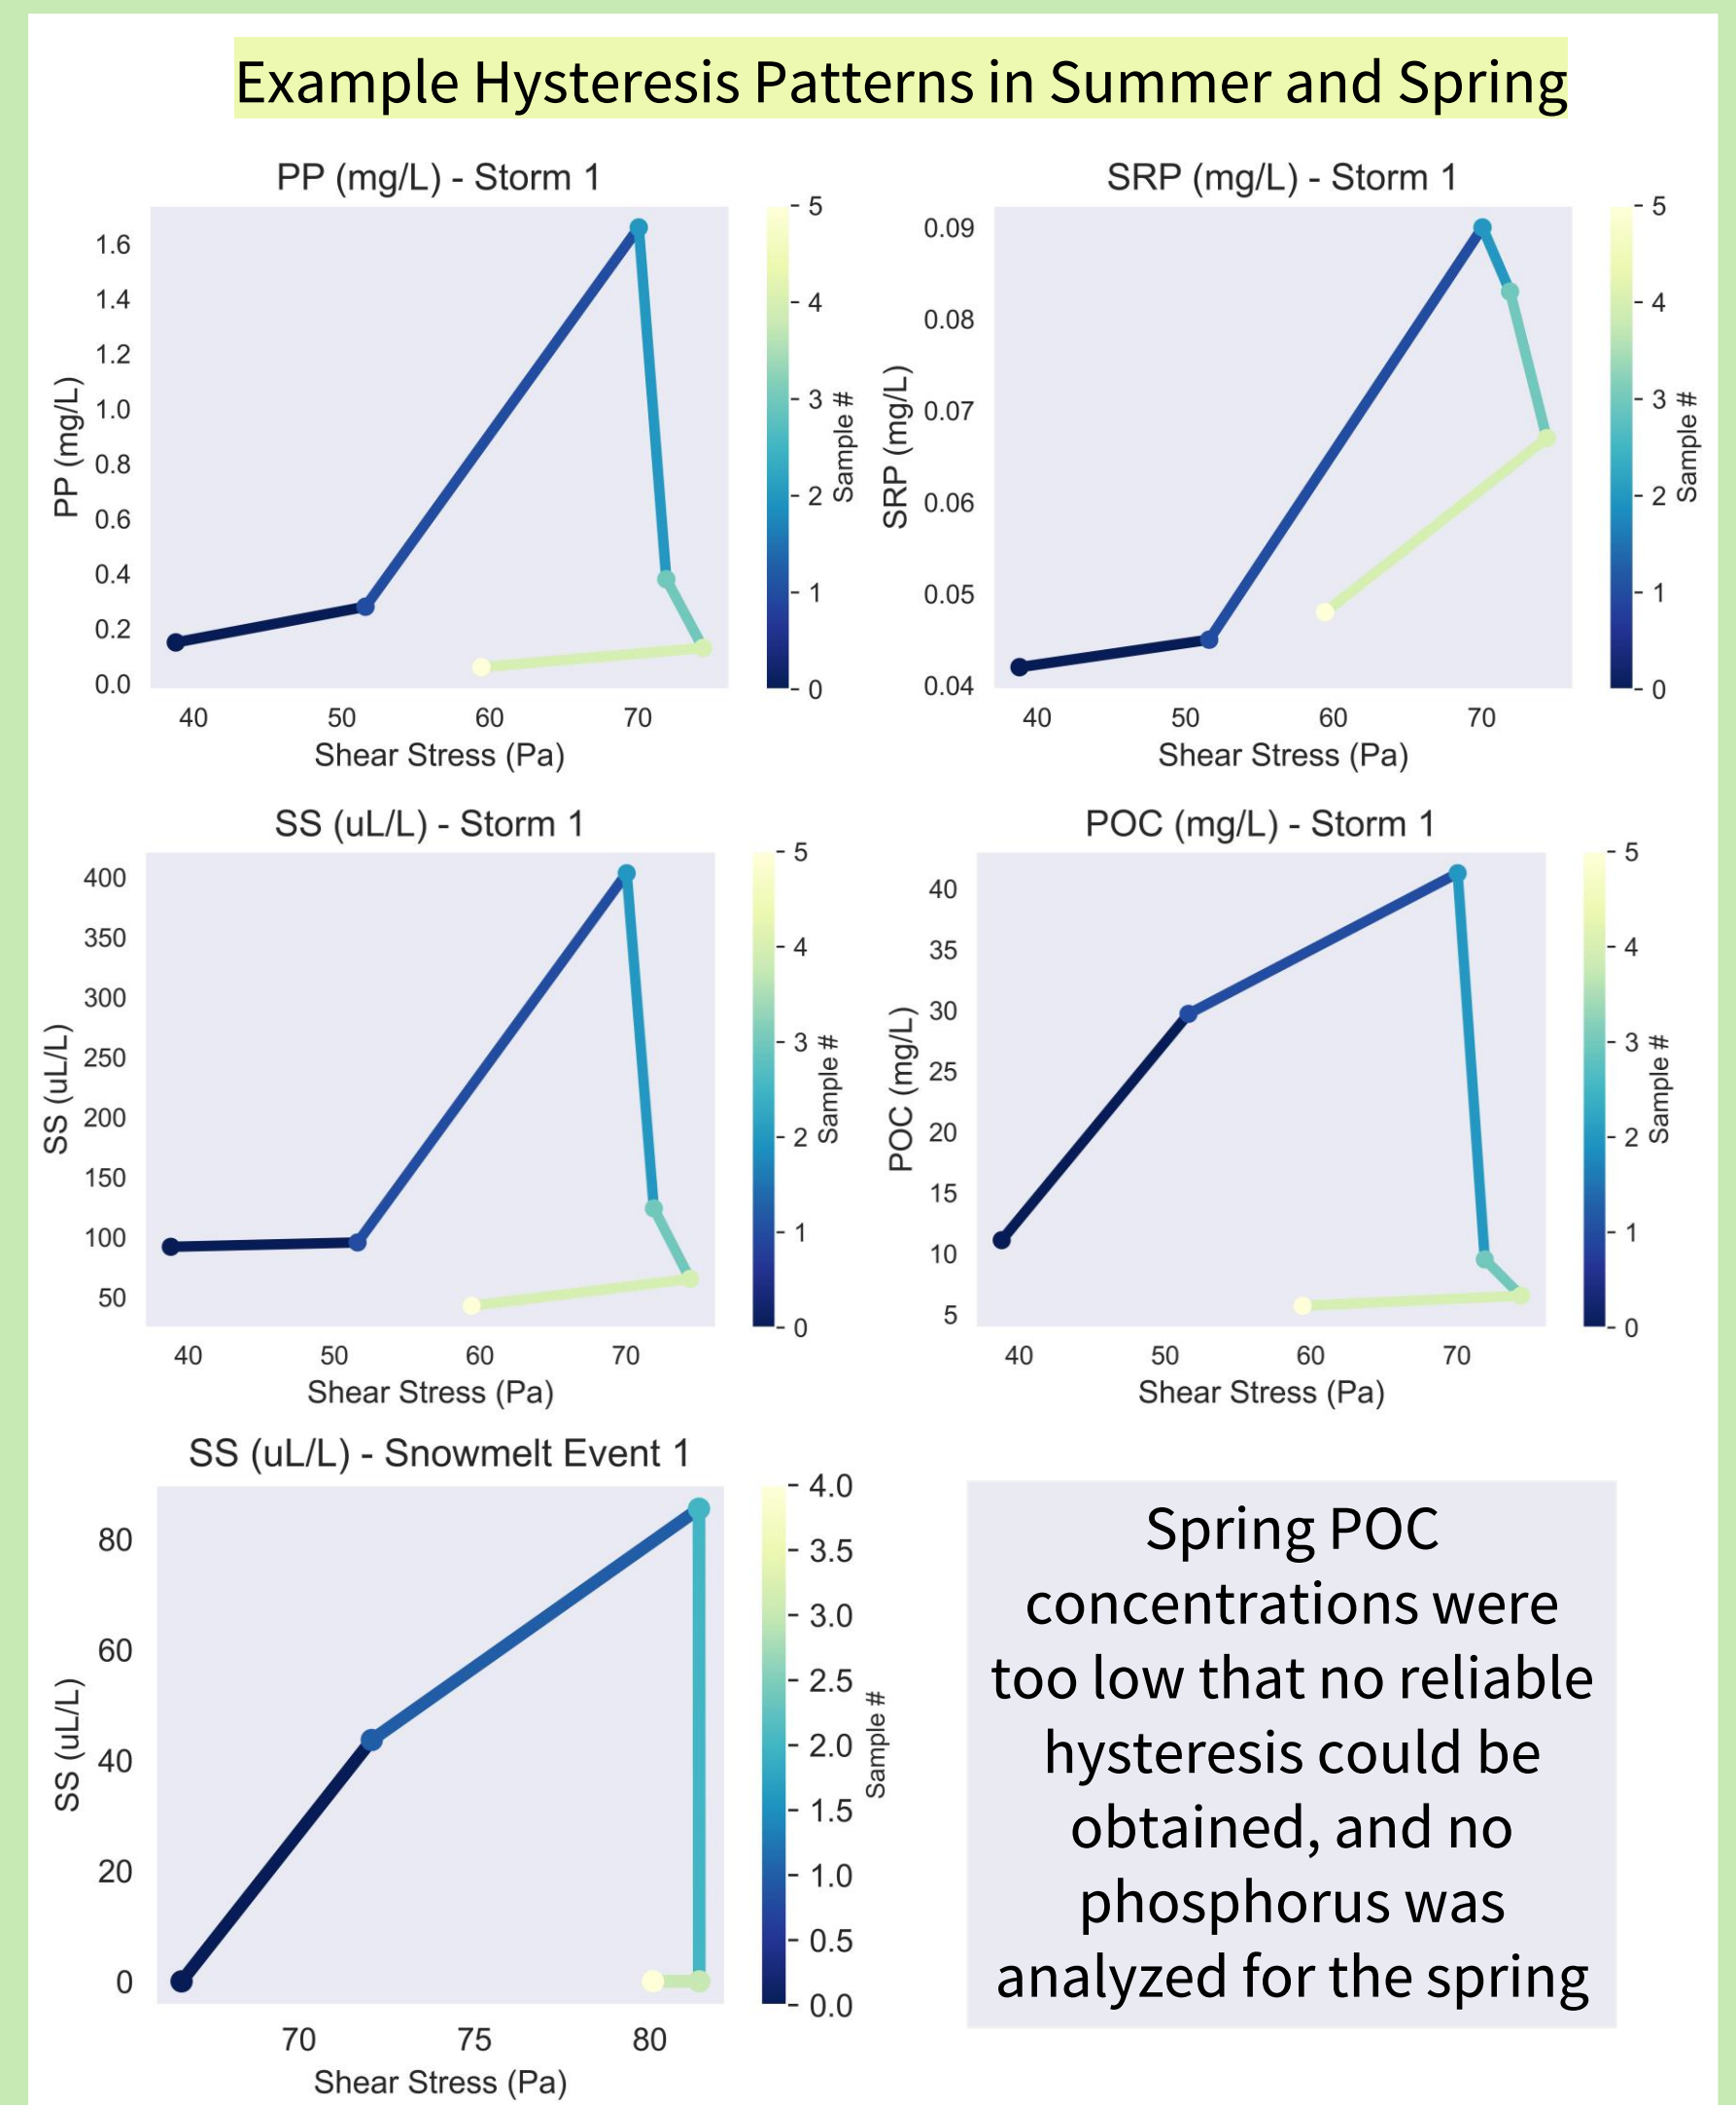 Example Hysteresis Patterns in Summer and Spring
PP (mg/L) - Storm 1
PP (mg/L)
1.6
1.4
1.2
1.0
0.8
0.6
0.4
0.2
0.0
40 50 60 70
Shear Stress (Pa)
5
4
3
2
1
0
Sample #
SRP (mg/L) - Storm 1
SRP (mg/L)
0.09
0.08
0.07
0.06
0.05
0.04
40 50 60 70
Shear Stress (Pa)
5
4
3
2
1
0
Sample #
SS (uL/L) - Storm 1
SS (uL/L)
400
350
300
250
200
150
100
50
40 50 60 70
Shear Stress (Pa)
5
4
3
2
1
0
Sample #
POC (mg/L) - Storm 1
POC (mg/L)
40
35
30
25
20
15
10
5
40 50 60 70
Shear Stress (Pa)
5
4
3
2
1
0
Sample #
SS (uL/L) - Snowmelt Event 1
SS (uL/L)
80
60
40
20
0
70 75 80
Shear Stress (Pa)
4.0
3.5
3.0
2.5
2.0
1.5
1.0
0.5
0.0
Sample #
Spring POC
concentrations were
too low that no reliable
hysteresis could be
obtained, and no
phosphorus was
analyzed for the spring